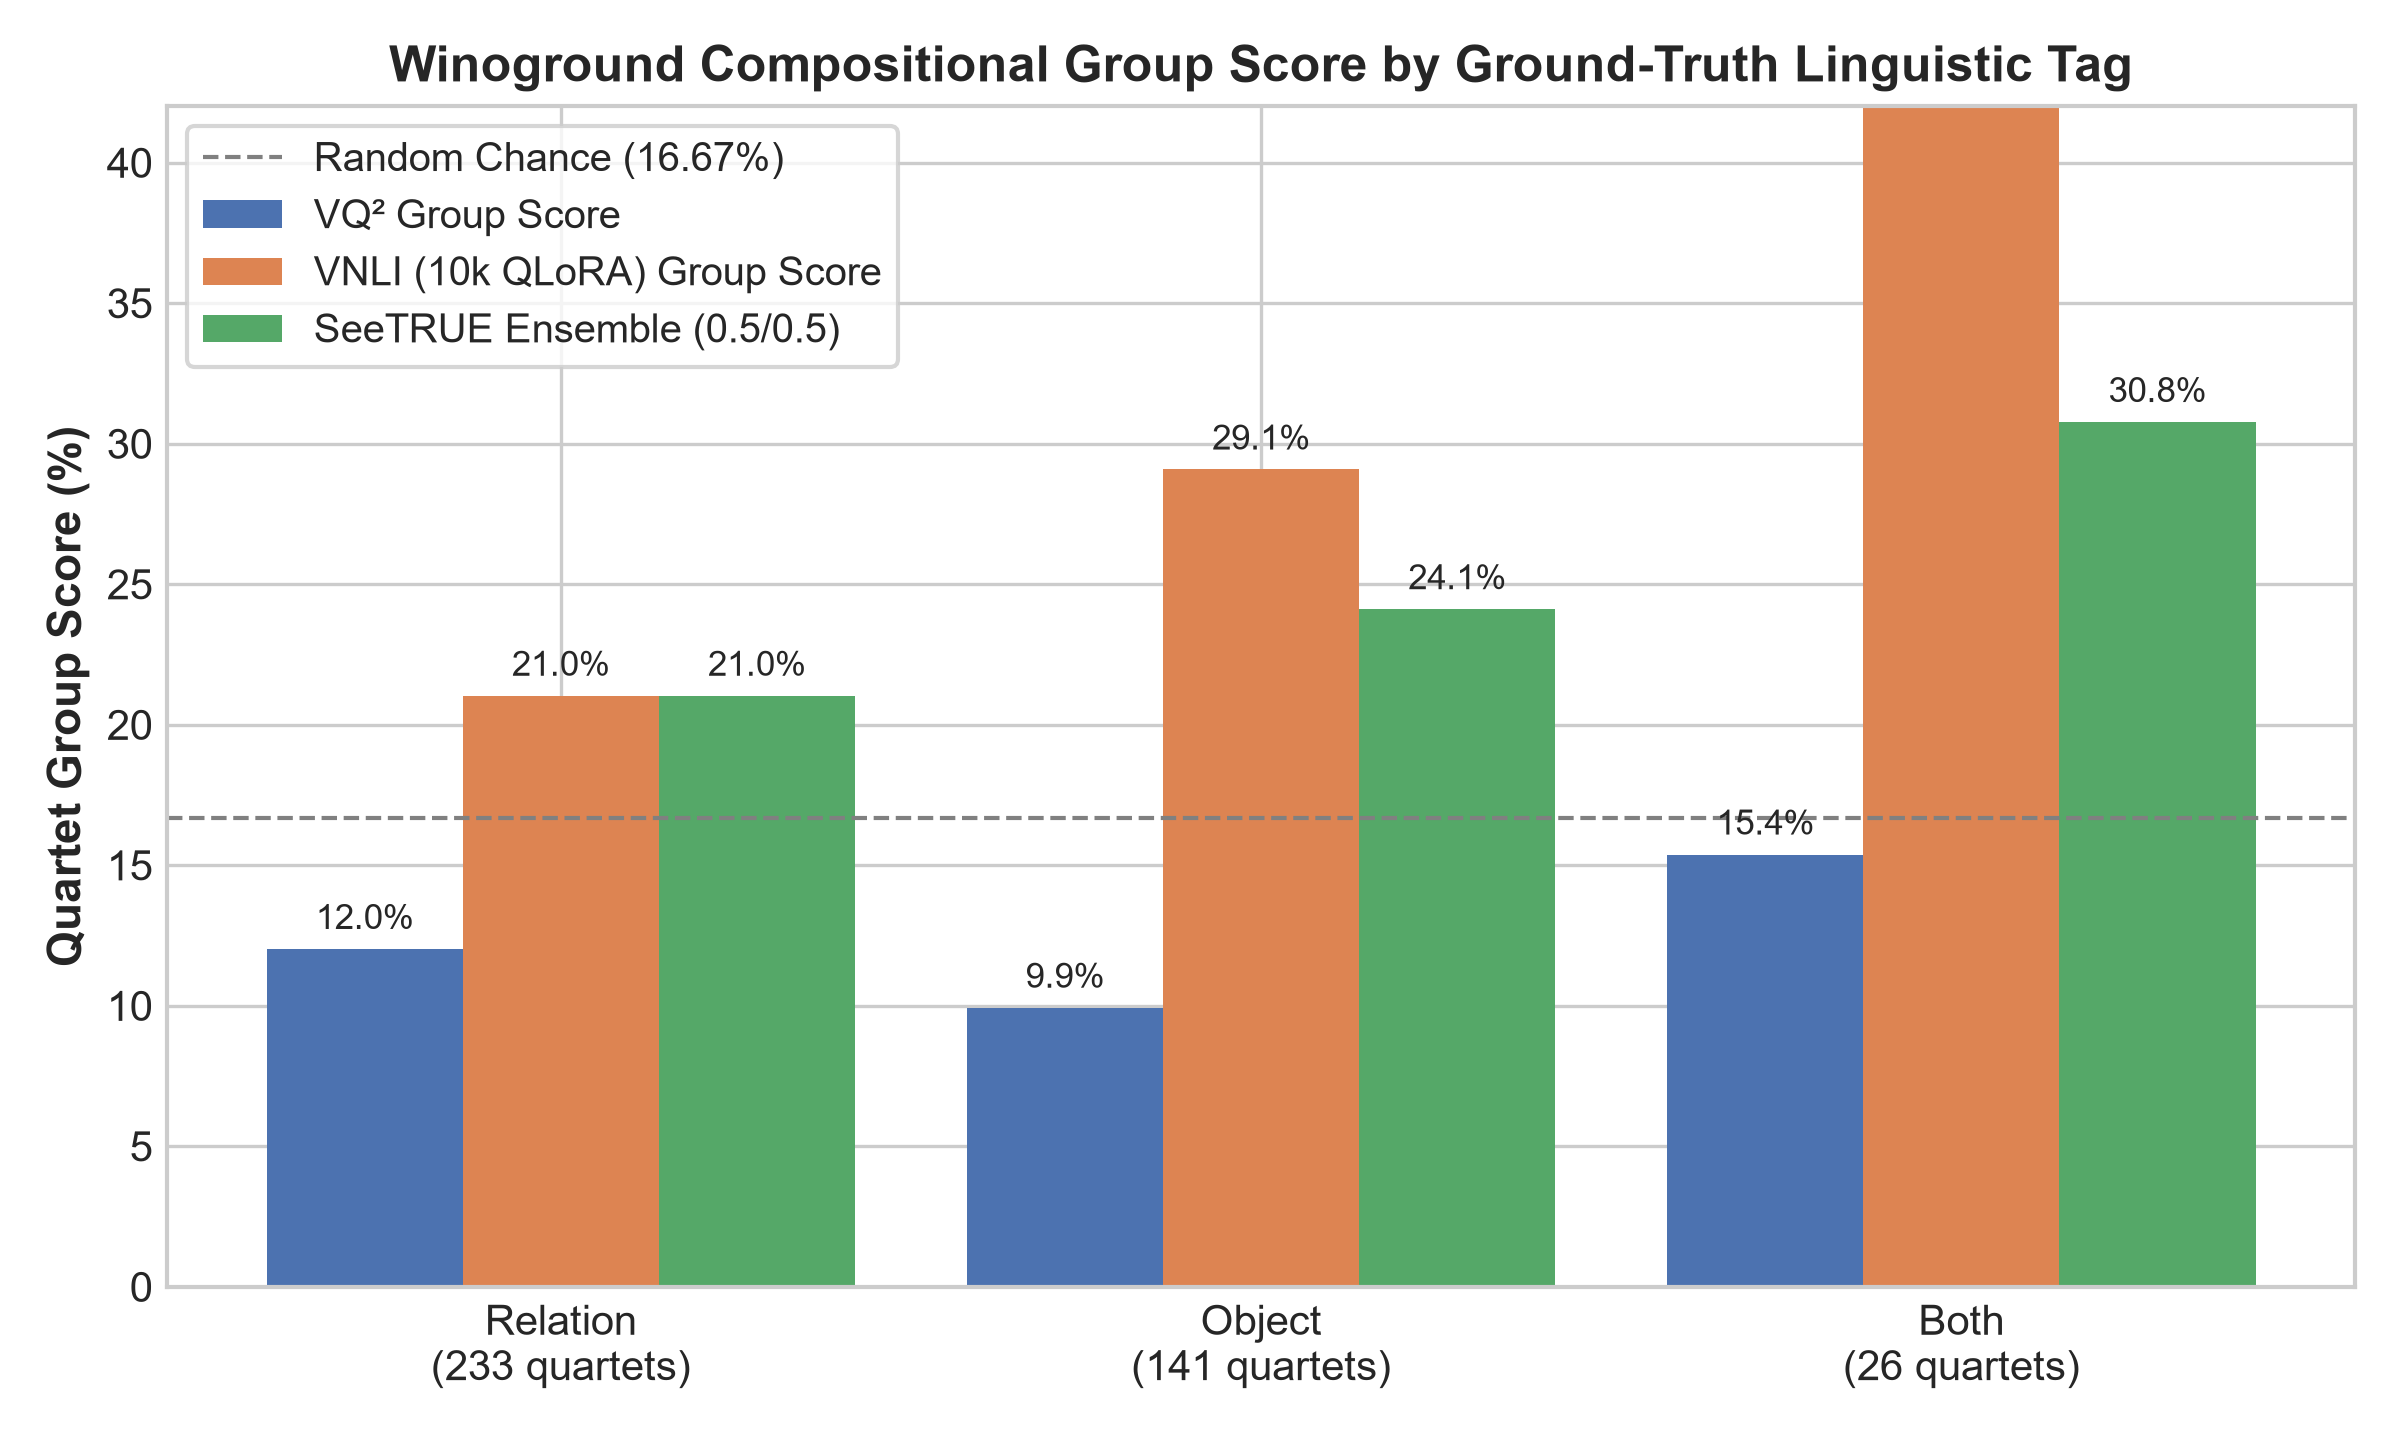 Winoground Compositional Group Score by Ground-Truth Linguistic Tag
Random Chance (16.67%)
VQ² Group Score
VNLI (10k QLoRA) Group Score
SeeTRUE Ensemble (0.5/0.5)
Quartet Group Score (%)
40
35
30
25
20
15
10
5
0
12.0%
21.0%
21.0%
9.9%
29.1%
24.1%
15.4%
30.8%
Relation
(233 quartets)
Object
(141 quartets)
Both
(26 quartets)